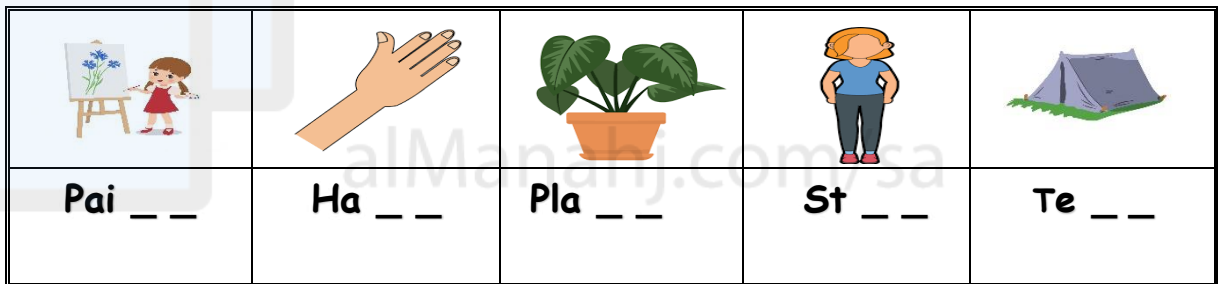 alManahj.com/sa
Pai _ _ Ha _ _ Pla _ _ St _ _ Te _ _